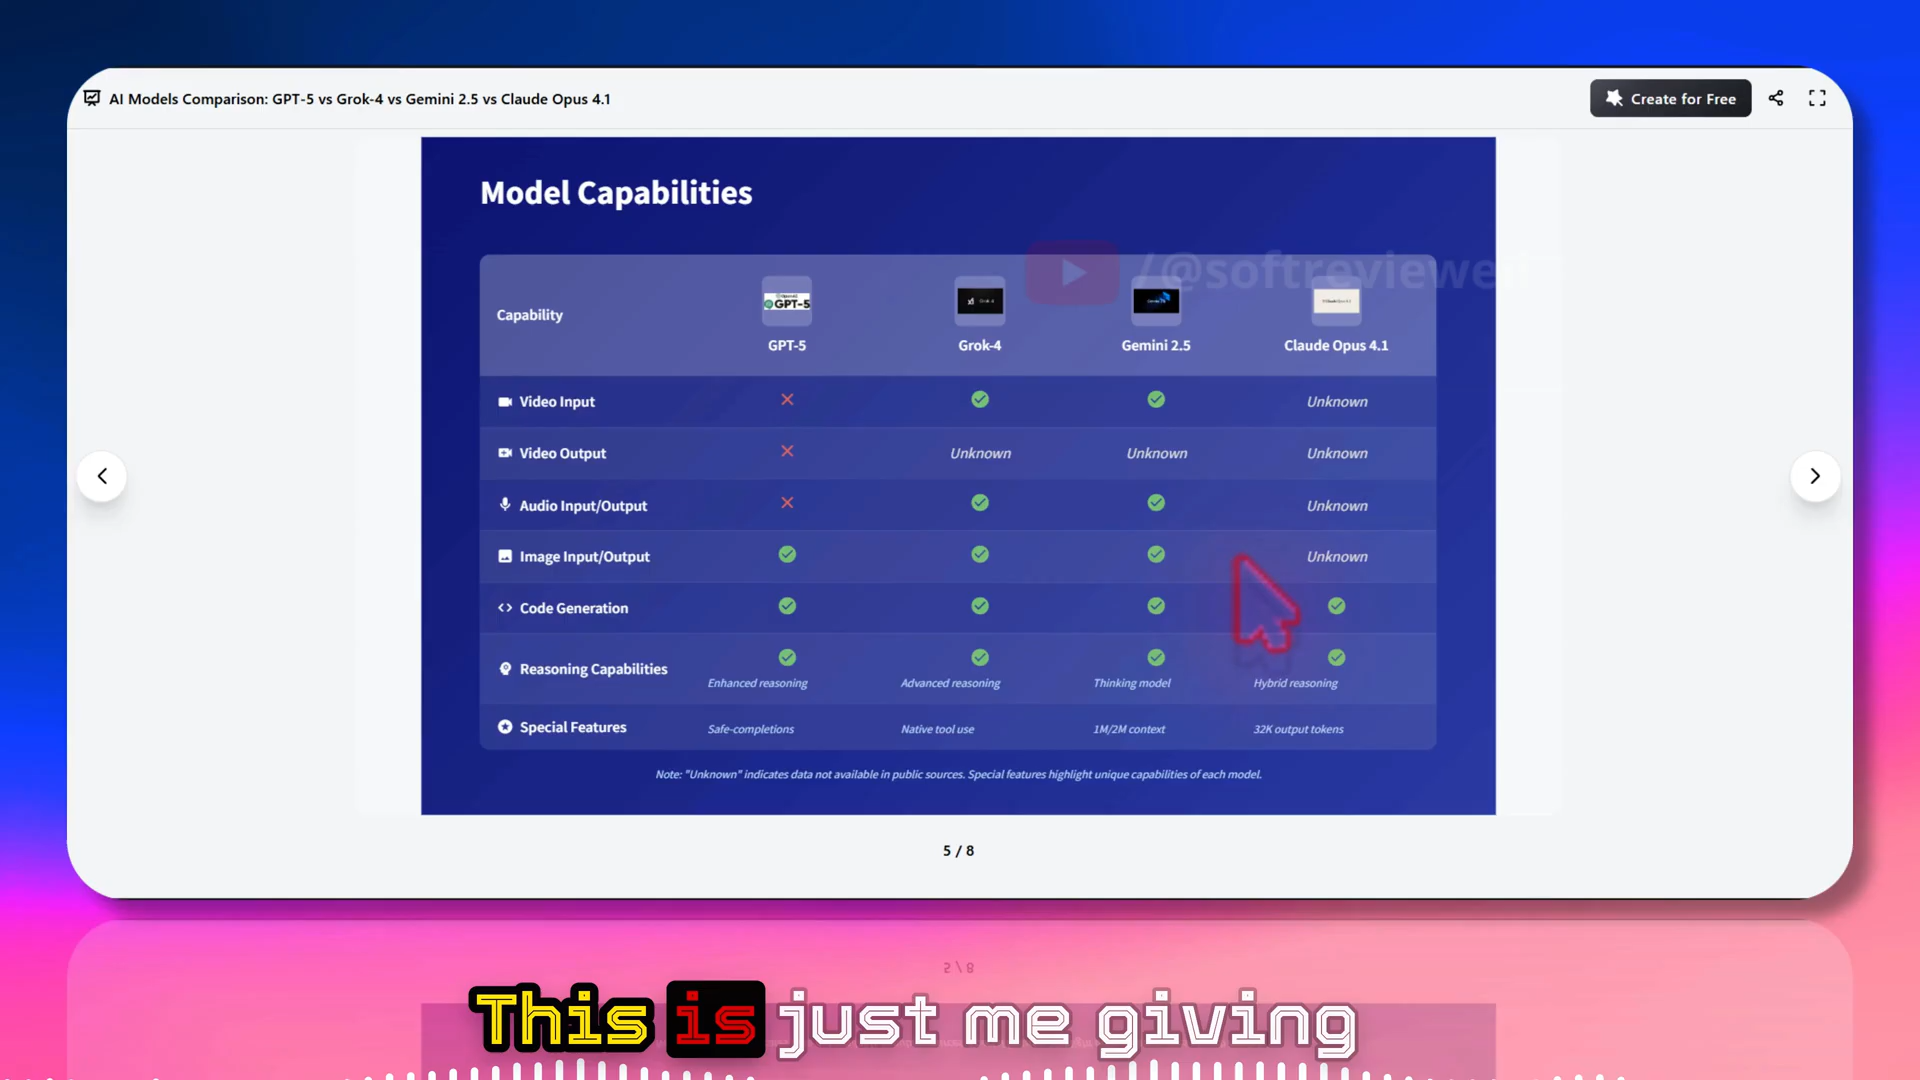 AI Models Comparison: GPT-5 vs Grok-4 vs Gemini 2.5 vs Claude Opus 4.1
Create for Free
Model Capabilities
/@softreviewed
Capability
GPT-5
GPT-5 Grok-4 Gemini 2.5 Claude Opus 4.1
Video Input Unknown
Video Output Unknown Unknown Unknown
Audio Input/Output Unknown
Image Input/Output Unknown
Code Generation
Reasoning Capabilities
Enhanced reasoning Advanced reasoning Thinking model Hybrid reasoning
Special Features Safe-completions Native tool use 1M/2M context 32K output tokens
Note: "Unknown" indicates data not available in public sources. Special features highlight unique capabilities of each model.
5 / 8
5 / 8
This is just me giving